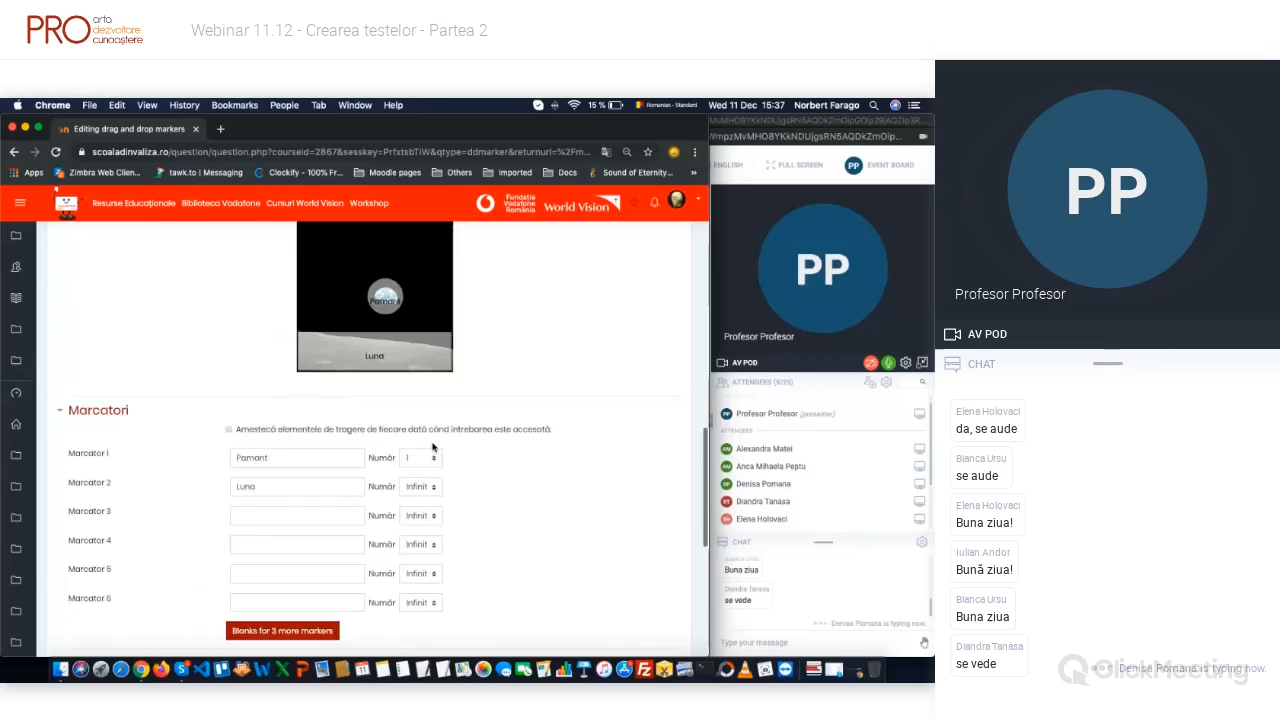 PRO arta dezvoltare cunoaștere
Webinar 11.12 - Crearea testelor - Partea 2
Chrome File Edit View History Bookmarks People Tab Window Help
15 % Romanian - Standard Wed 11 Dec 15:37 Norbert Farago
Editing drag and drop markers
scoaladinvaliza.ro/question/question.php?courseid=2867&sesskey=PrfxtsbTiW&qtype=ddmarker&returnurl=%2Fm...
Apps Zimbra Web Clien... tawk.to | Messaging Clockify - 100% Fr... Moodle pages Others Imported Docs Sound of Eternity... »
Resurse Educaționale Biblioteca Vodafone Cursuri World Vision Workshop
Fundația Vodafone România
World Vision
Pamant
Luna
Marcatori
Amestecă elementele de tragere de fiecare dată când întrebarea este accesată.
Marcator 1 Pamant Număr 1
Marcator 2 Luna Număr Infinit
Marcator 3 Număr Infinit
Marcator 4 Număr Infinit
Marcator 5 Număr Infinit
Marcator 6 Număr Infinit
Blanks for 3 more markers
ENGLISH FULL SCREEN PP EVENT BOARD
PP
Profesor Profesor
AV POD
ATTENDEES (9/25)
PP Profesor Profesor (presenter)
ATTENDEES
Alexandra Matei
Anca Mihaela Peptu
Denisa Pomana
Diandra Tanasa
Elena Holovaci
CHAT
Bianca Ursu
Buna ziua
Diandra Tanasa
se vede
Denisa Pomana is typing now.
Type your message
PP
Profesor Profesor
AV POD
CHAT
Elena Holovaci
da, se aude
Bianca Ursu
se aude
Elena Holovaci
Buna ziua!
Iulian Andor
Bună ziua!
Bianca Ursu
Buna ziua
Diandra Tanasa
se vede
Denisa Pomana is typing now.
ClickMeeting